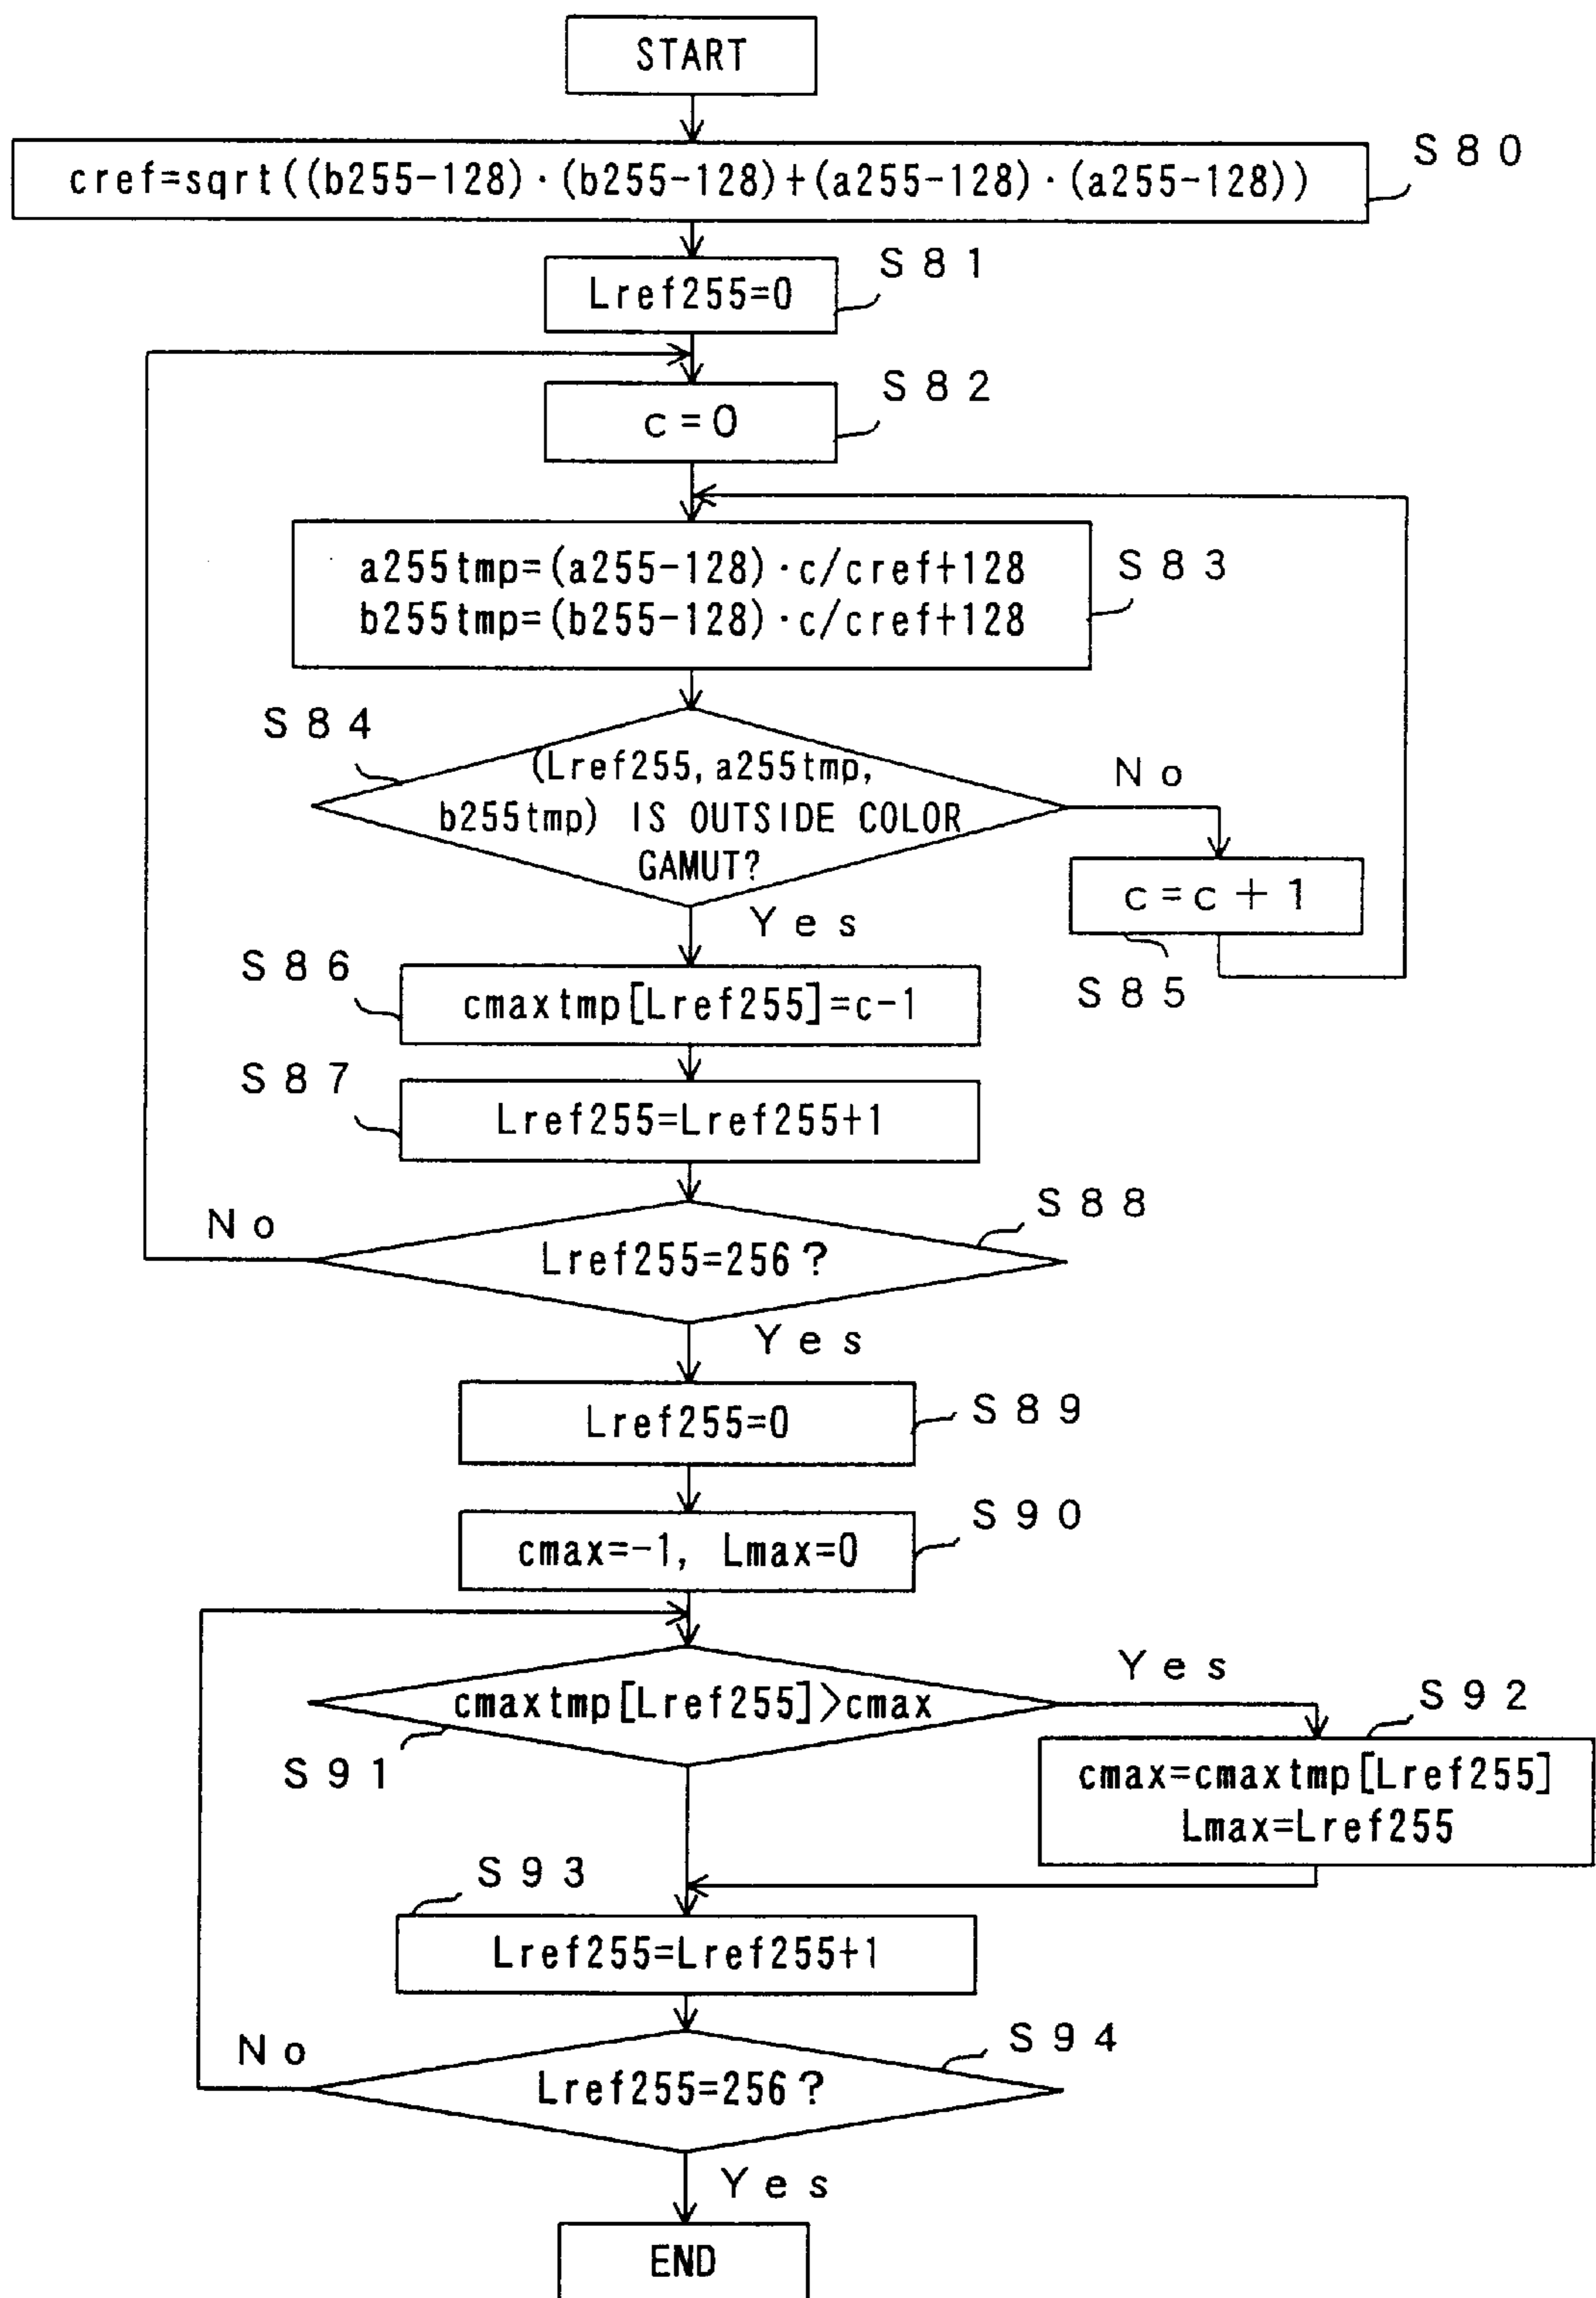 START
S80
cref=sqrt((b255-128)·(b255-128)+(a255-128)·(a255-128))
S81
Lref255=0
S82
c=0
S83
a255tmp=(a255-128)·c/cref+128
b255tmp=(b255-128)·c/cref+128
S84
(Lref255, a255tmp,
b255tmp) IS OUTSIDE COLOR
GAMUT?
No
c=c+1
S85
Yes
S86
cmaxtmp[Lref255]=c-1
S87
Lref255=Lref255+1
S88
No
Lref255=256?
Yes
Lref255=0
S89
S90
cmax=-1, Lmax=0
Yes
cmaxtmp[Lref255]>cmax
S91
S92
cmax=cmaxtmp[Lref255]
Lmax=Lref255
S93
Lref255=Lref255+1
S94
No
Lref255=256?
Yes
END